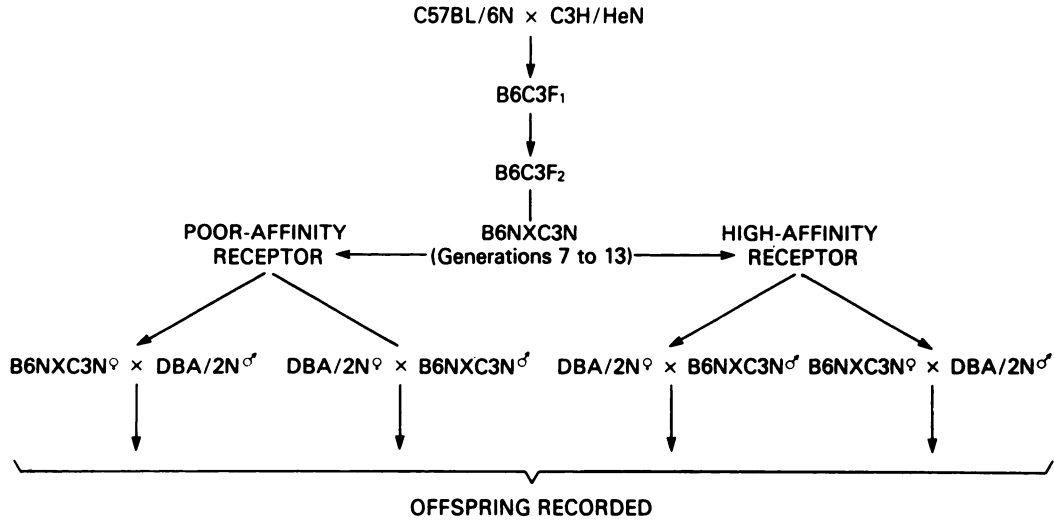 C57BL/6N × C3H/HeN
B6C3F₁
B6C3F₂
POOR-AFFINITY
RECEPTOR
B6NXC3N
(Generations 7 to 13)
HIGH-AFFINITY
RECEPTOR
B6NXC3N♀ × DBA/2N♂
DBA/2N♀ × B6NXC3N♂
DBA/2N♀ × B6NXC3N♂
B6NXC3N♀ × DBA/2N♂
OFFSPRING RECORDED